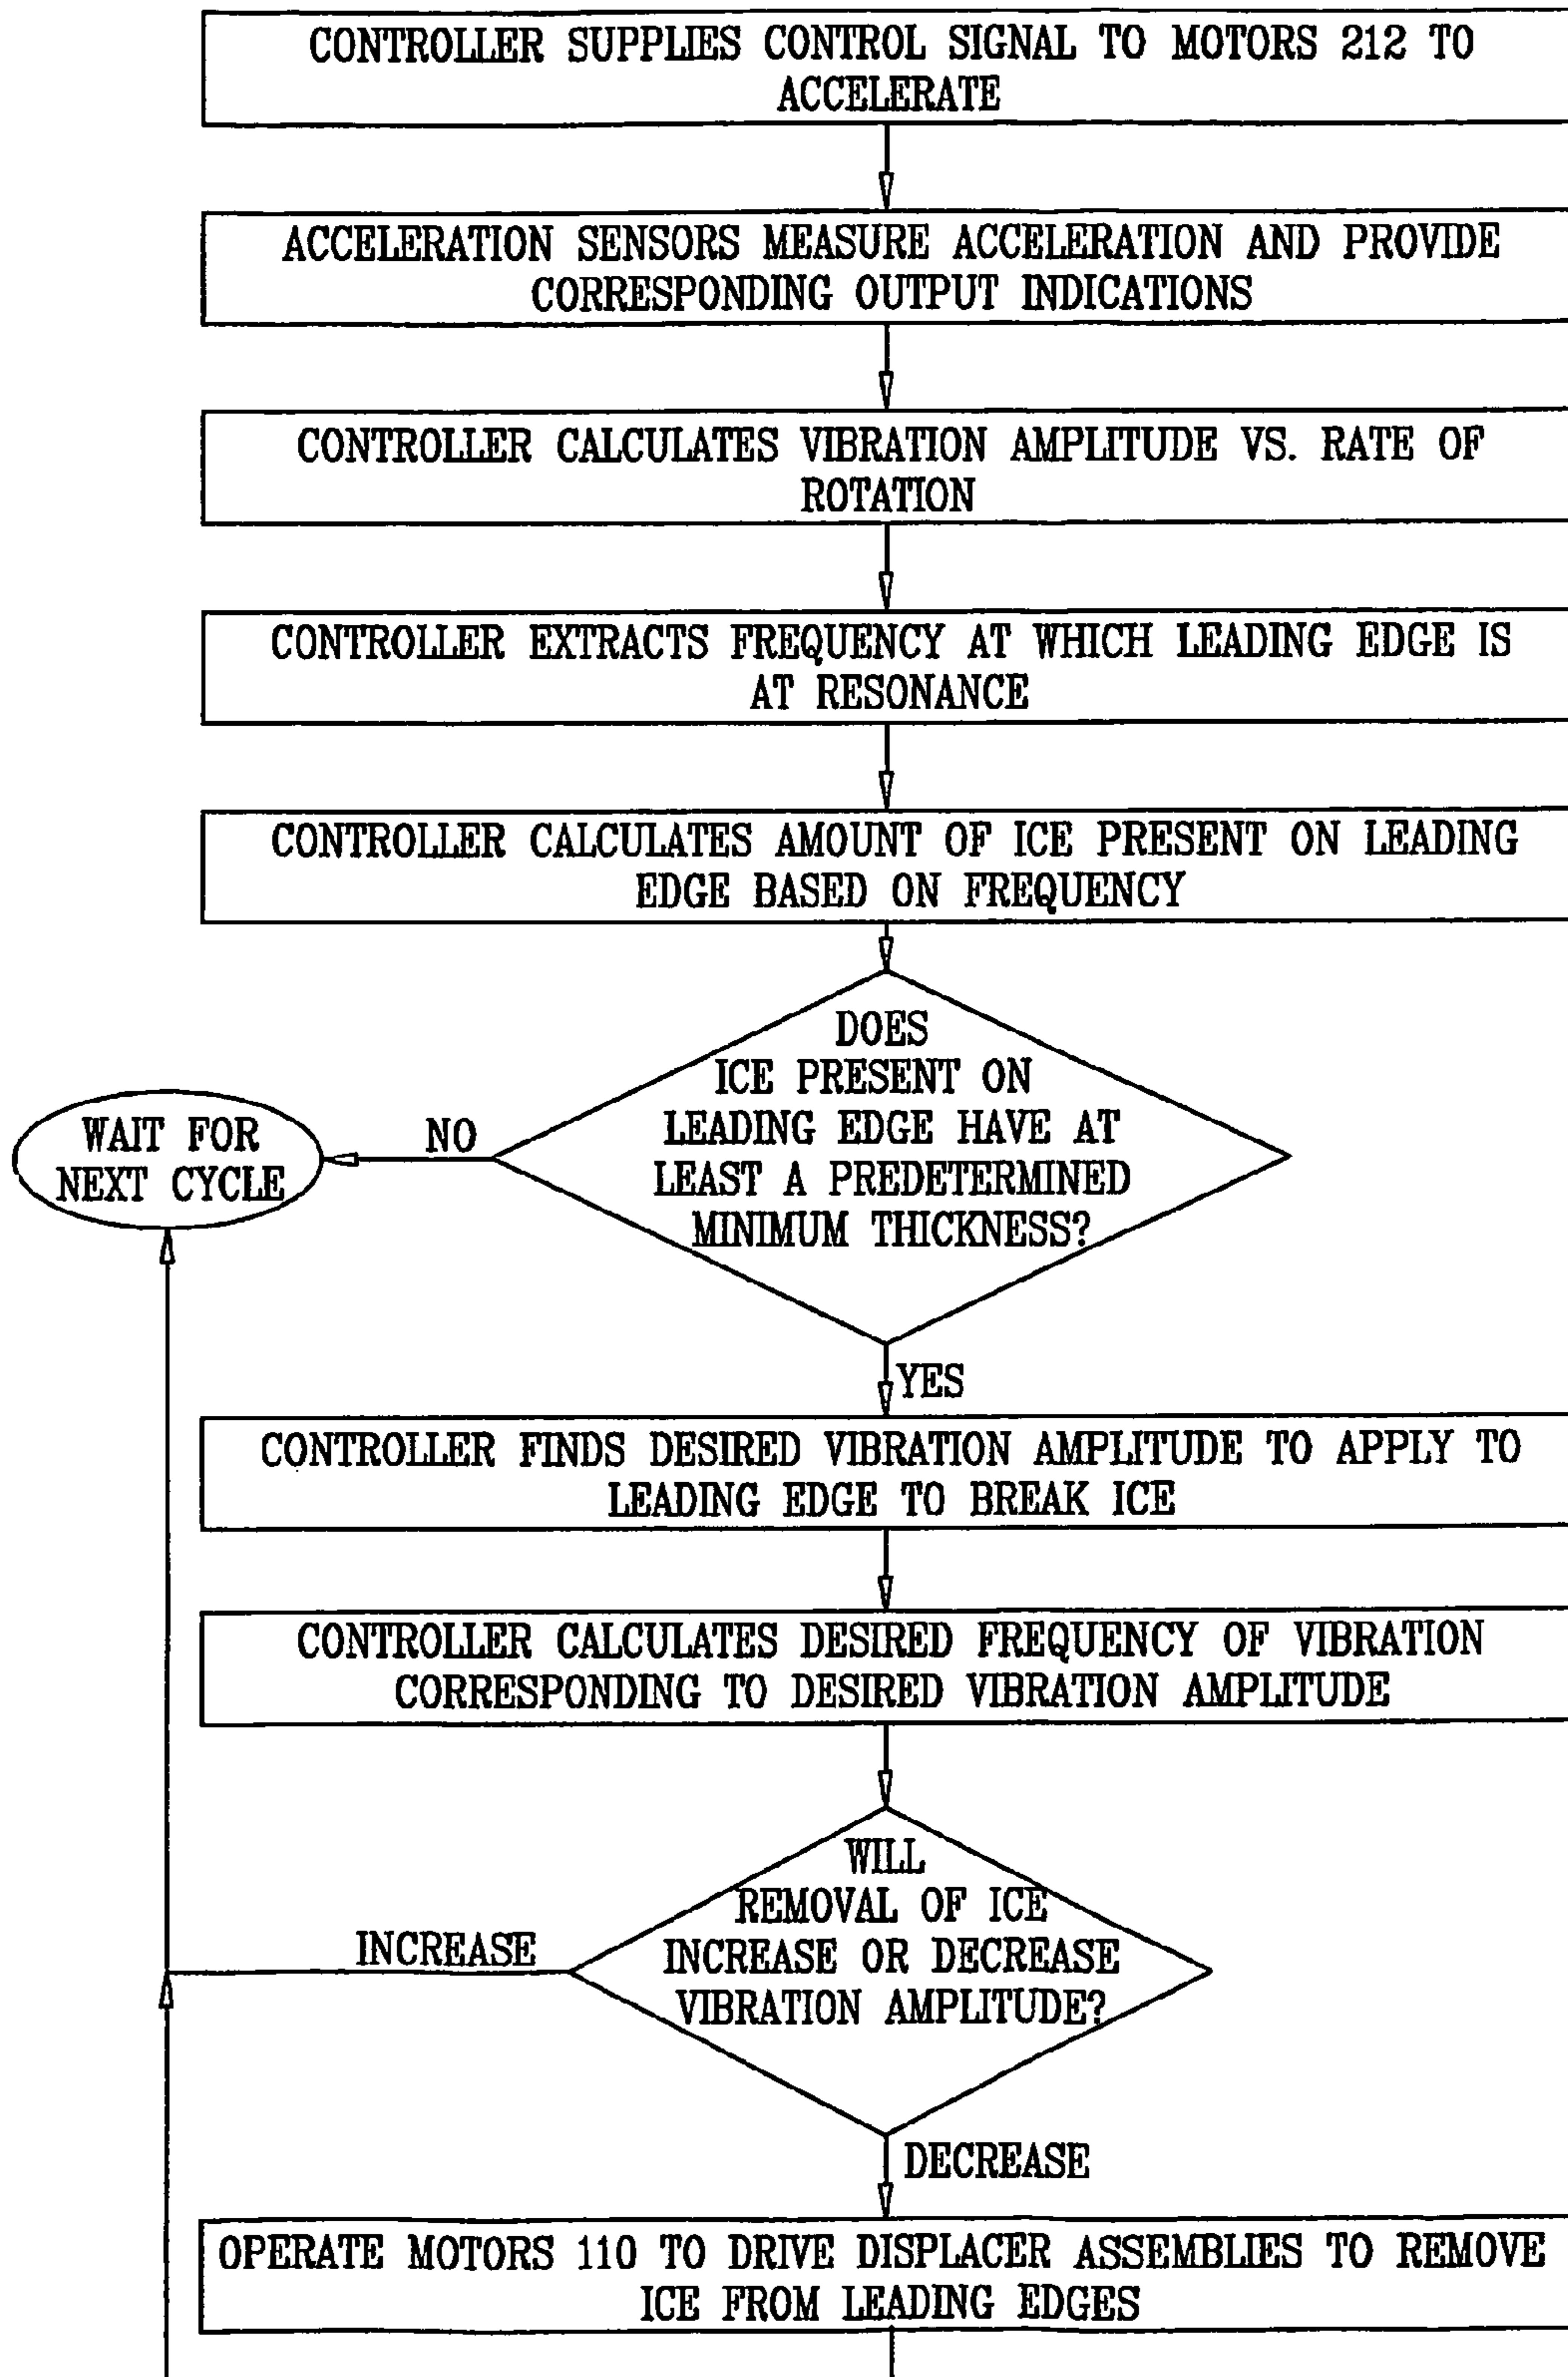 CONTROLLER SUPPLIES CONTROL SIGNAL TO MOTORS 212 TO
ACCELERATE
ACCELERATION SENSORS MEASURE ACCELERATION AND PROVIDE
CORRESPONDING OUTPUT INDICATIONS
CONTROLLER CALCULATES VIBRATION AMPLITUDE VS. RATE OF
ROTATION
CONTROLLER EXTRACTS FREQUENCY AT WHICH LEADING EDGE IS
AT RESONANCE
CONTROLLER CALCULATES AMOUNT OF ICE PRESENT ON LEADING
EDGE BASED ON FREQUENCY
DOES
ICE PRESENT ON
LEADING EDGE HAVE AT
LEAST A PREDETERMINED
MINIMUM THICKNESS?
NO
WAIT FOR
NEXT CYCLE
YES
CONTROLLER FINDS DESIRED VIBRATION AMPLITUDE TO APPLY TO
LEADING EDGE TO BREAK ICE
CONTROLLER CALCULATES DESIRED FREQUENCY OF VIBRATION
CORRESPONDING TO DESIRED VIBRATION AMPLITUDE
WILL
REMOVAL OF ICE
INCREASE OR DECREASE
VIBRATION AMPLITUDE?
INCREASE
DECREASE
OPERATE MOTORS 110 TO DRIVE DISPLACER ASSEMBLIES TO REMOVE
ICE FROM LEADING EDGES